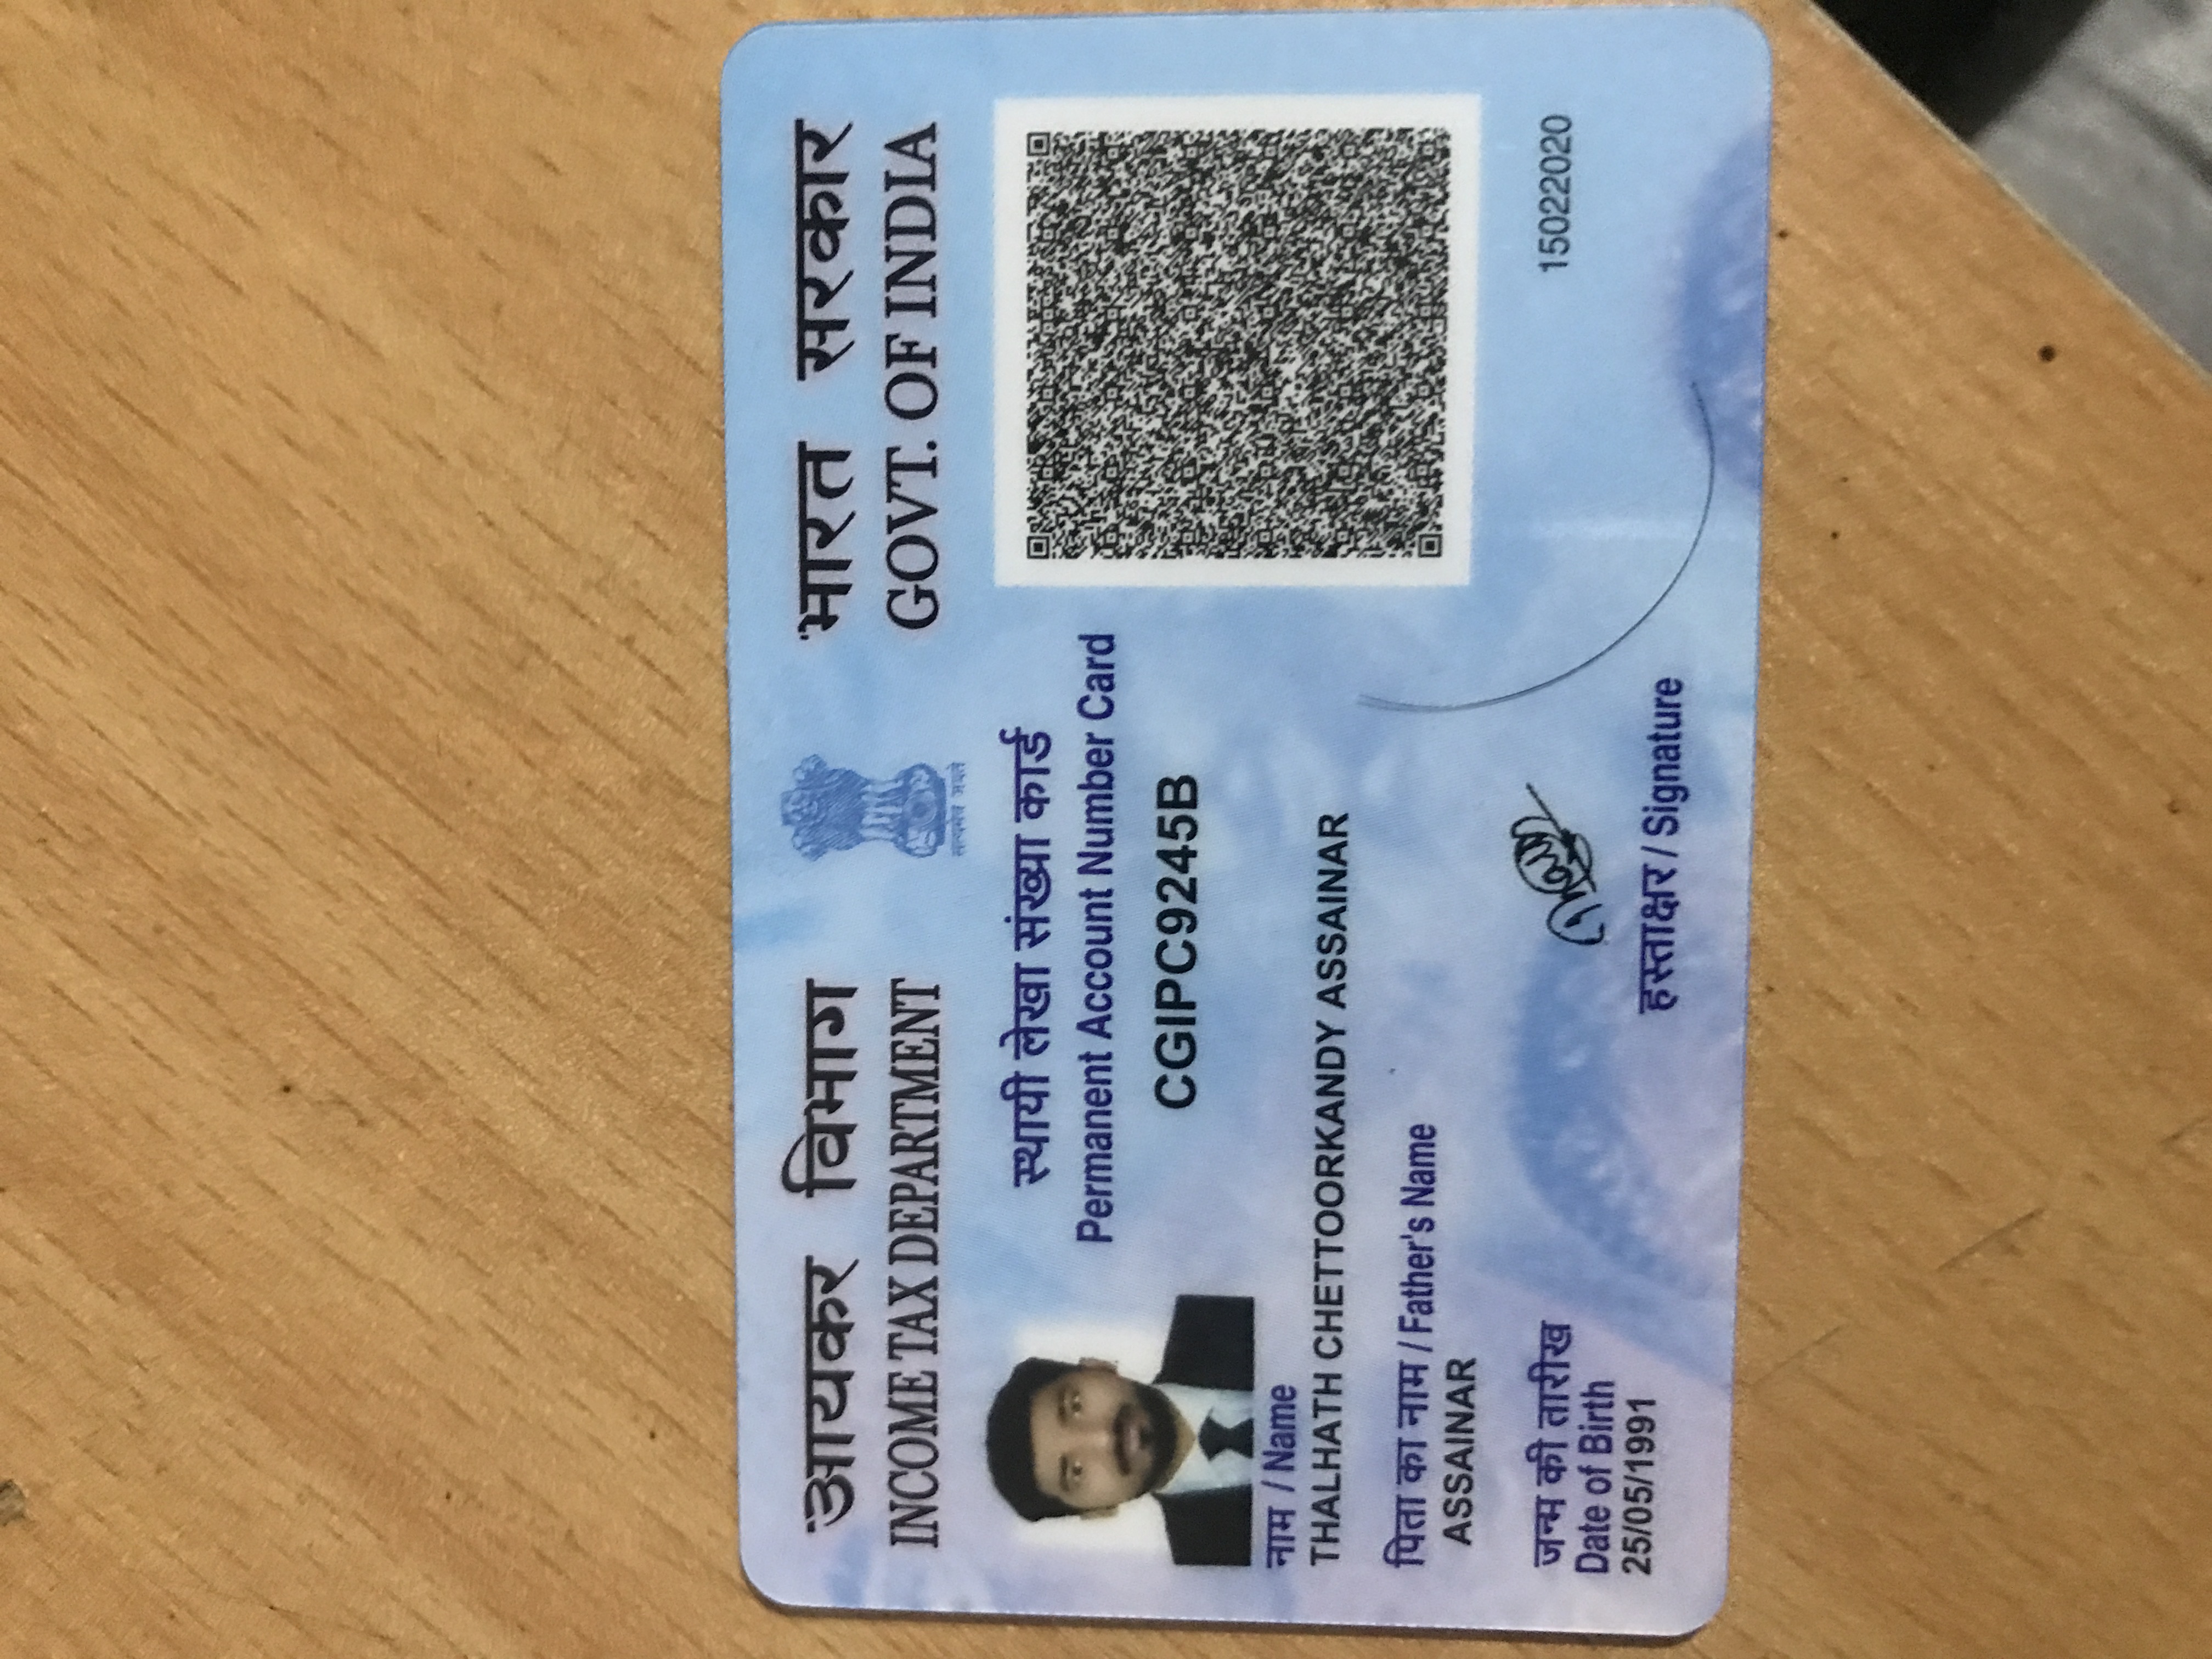 आयकर विभाग
INCOME TAX DEPARTMENT
सत्यमेव जयते
भारत सरकार
GOVT. OF INDIA
स्थायी लेखा संख्या कार्ड
Permanent Account Number Card
CGIPC9245B
नाम / Name
THALHATH CHETTOORKANDY ASSAINAR
पिता का नाम / Father's Name
ASSAINAR
जन्म की तारीख
Date of Birth
25/05/1991
हस्ताक्षर / Signature
15022020